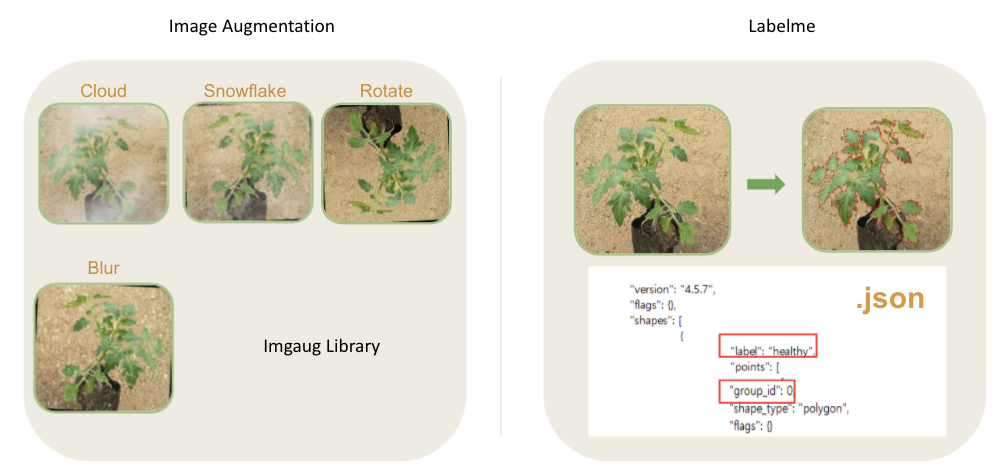 Image Augmentation
Cloud
Snowflake
Rotate
Blur
Imgaug Library
Labelme
.json
"version": "4.5.7",
"flags": {},
"shapes": [
{
"label": "healthy",
"points": [
"group_id": 0,
"shape_type": "polygon",
"flags": {}